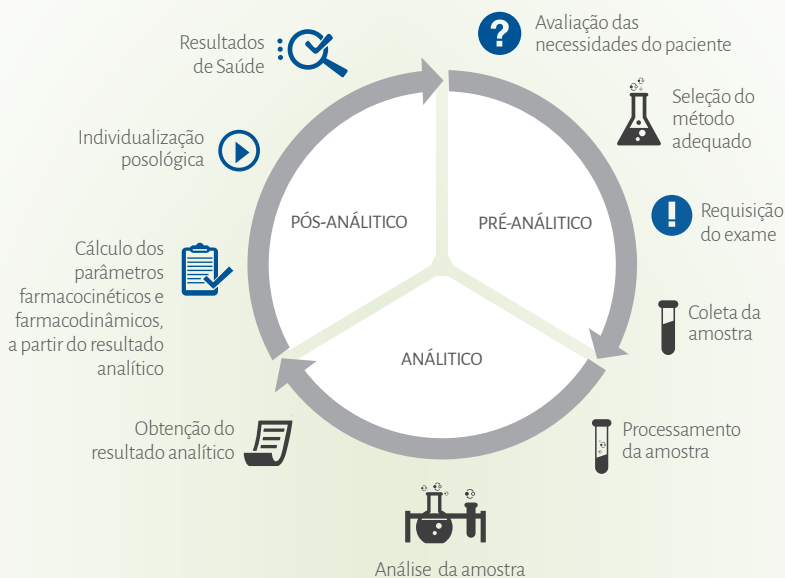 Avaliação das
necessidades do paciente
Seleção do
método
adequado
Requisição
do exame
Coleta da
amostra
Processamento
da amostra
Análise da amostra
Obtenção do
resultado analítico
Cálculo dos
parâmetros
farmacocinéticos e
farmacodinâmicos,
a partir do resultado
analítico
Individualização
posológica
Resultados
de Saúde
PÓS-ANÁLITICO
PRÉ-ANÁLITICO
ANÁLITICO